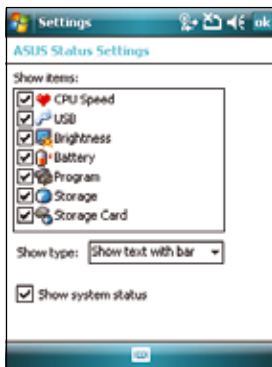 Settings
ok
ASUS Status Settings
Show items:
CPU Speed
USB
Brightness
Battery
Program
Storage
Storage Card
Show type: Show text with bar
Show system status